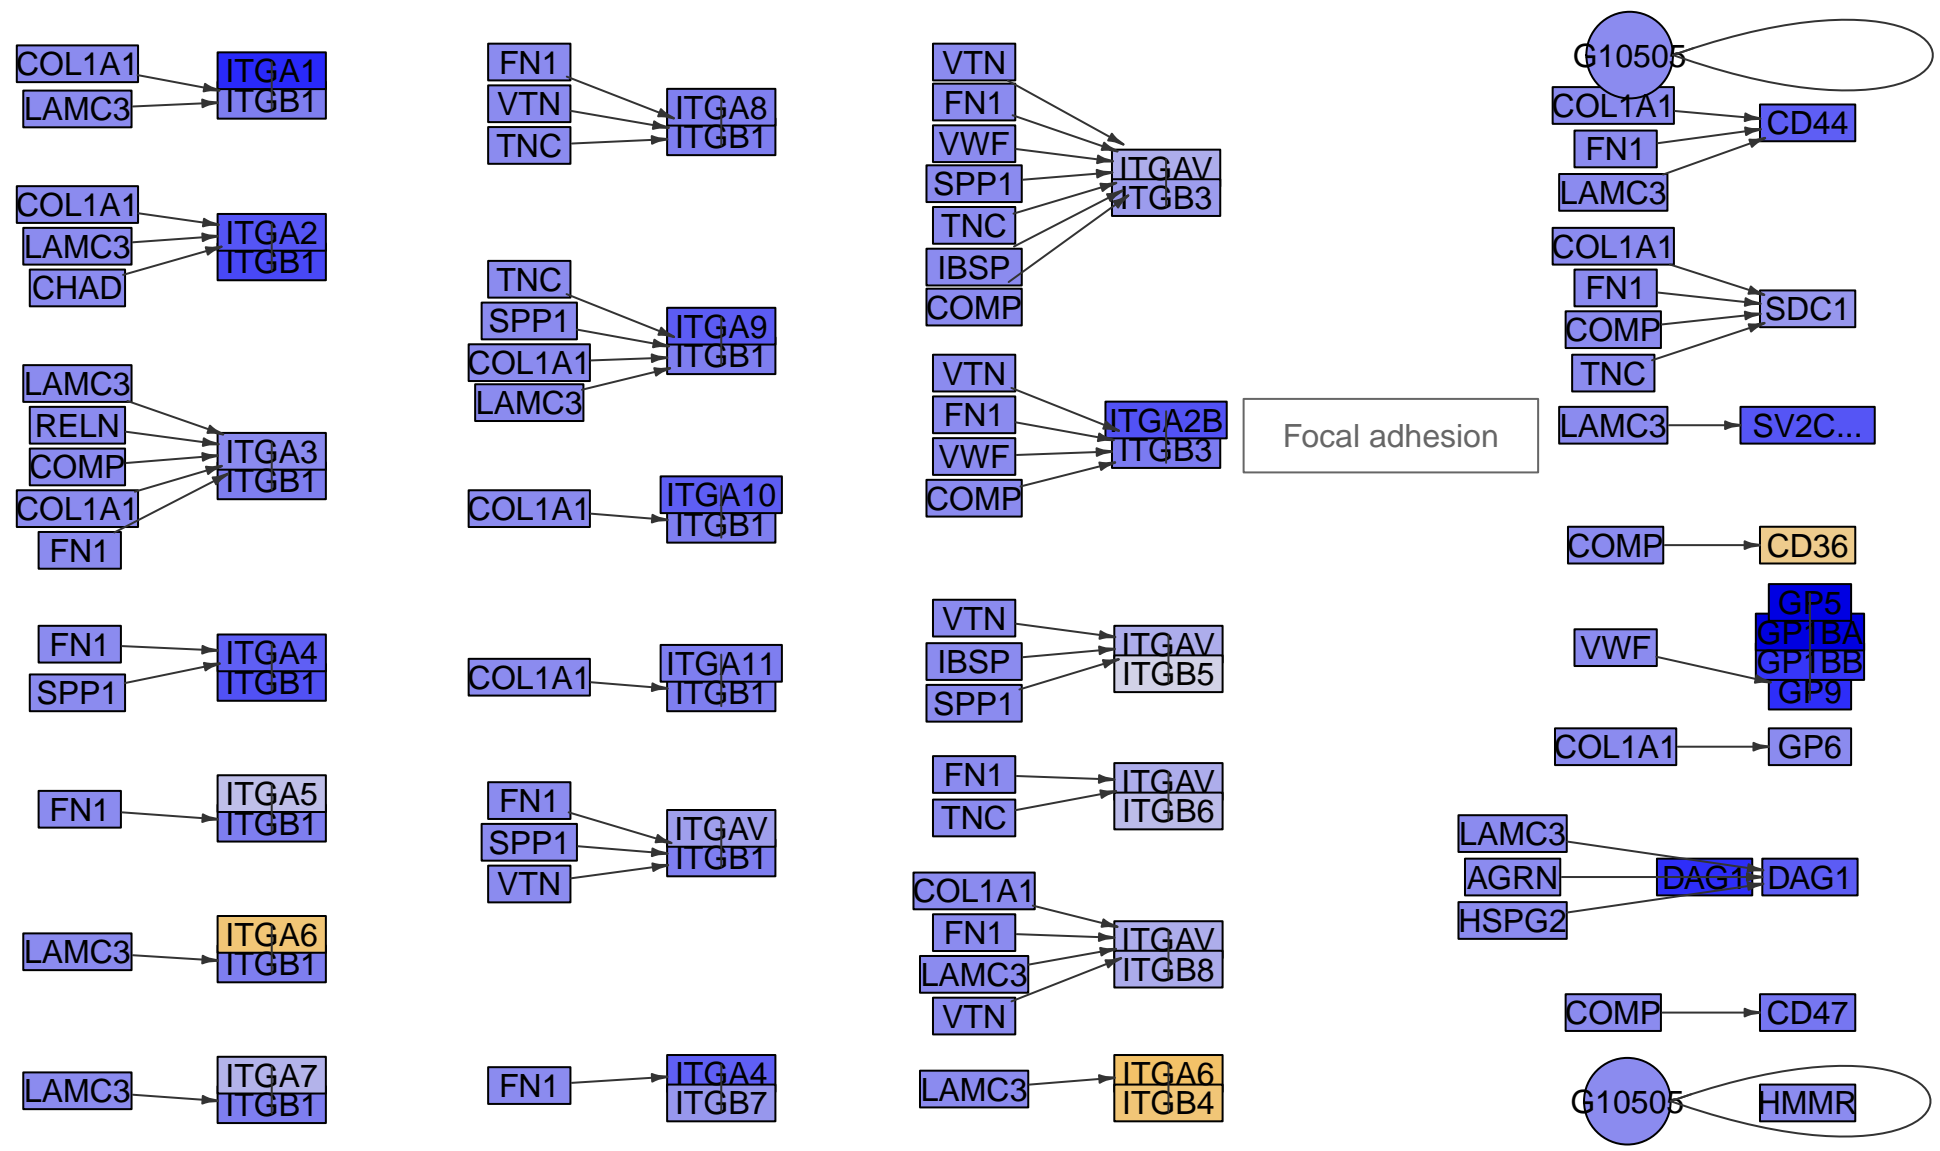 COL1A1
LAMC3
ITGA1
ITGB1
COL1A1
LAMC3
CHAD
ITGA2
ITGB1
LAMC3
RELN
COMP
COL1A1
FN1
ITGA3
ITGB1
FN1
SPP1
ITGA4
ITGB1
FN1
ITGA5
ITGB1
LAMC3
ITGA6
ITGB1
LAMC3
ITGA7
ITGB1
FN1
VTN
TNC
ITGA8
ITGB1
TNC
SPP1
COL1A1
LAMC3
ITGA9
ITGB1
COL1A1
ITGA10
ITGB1
COL1A1
ITGA11
ITGB1
FN1
SPP1
VTN
ITGAV
ITGB1
FN1
ITGA4
ITGB7
VTN
FN1
VWF
SPP1
TNC
IBSP
COMP
ITGAV
ITGB3
VTN
FN1
VWF
COMP
ITGA2B
ITGB3
Focal adhesion
VTN
IBSP
SPP1
ITGAV
ITGB5
FN1
TNC
ITGAV
ITGB6
COL1A1
FN1
LAMC3
VTN
ITGAV
ITGB8
LAMC3
ITGA6
ITGB4
G10505
COL1A1
FN1
LAMC3
CD44
COL1A1
FN1
COMP
TNC
SDC1
LAMC3
SV2C...
COMP
CD36
VWF
GP5
GP1BA
GP1BB
GP9
COL1A1
GP6
LAMC3
AGRN
HSPG2
DAG1
DAG1
COMP
CD47
G10505
HMMR